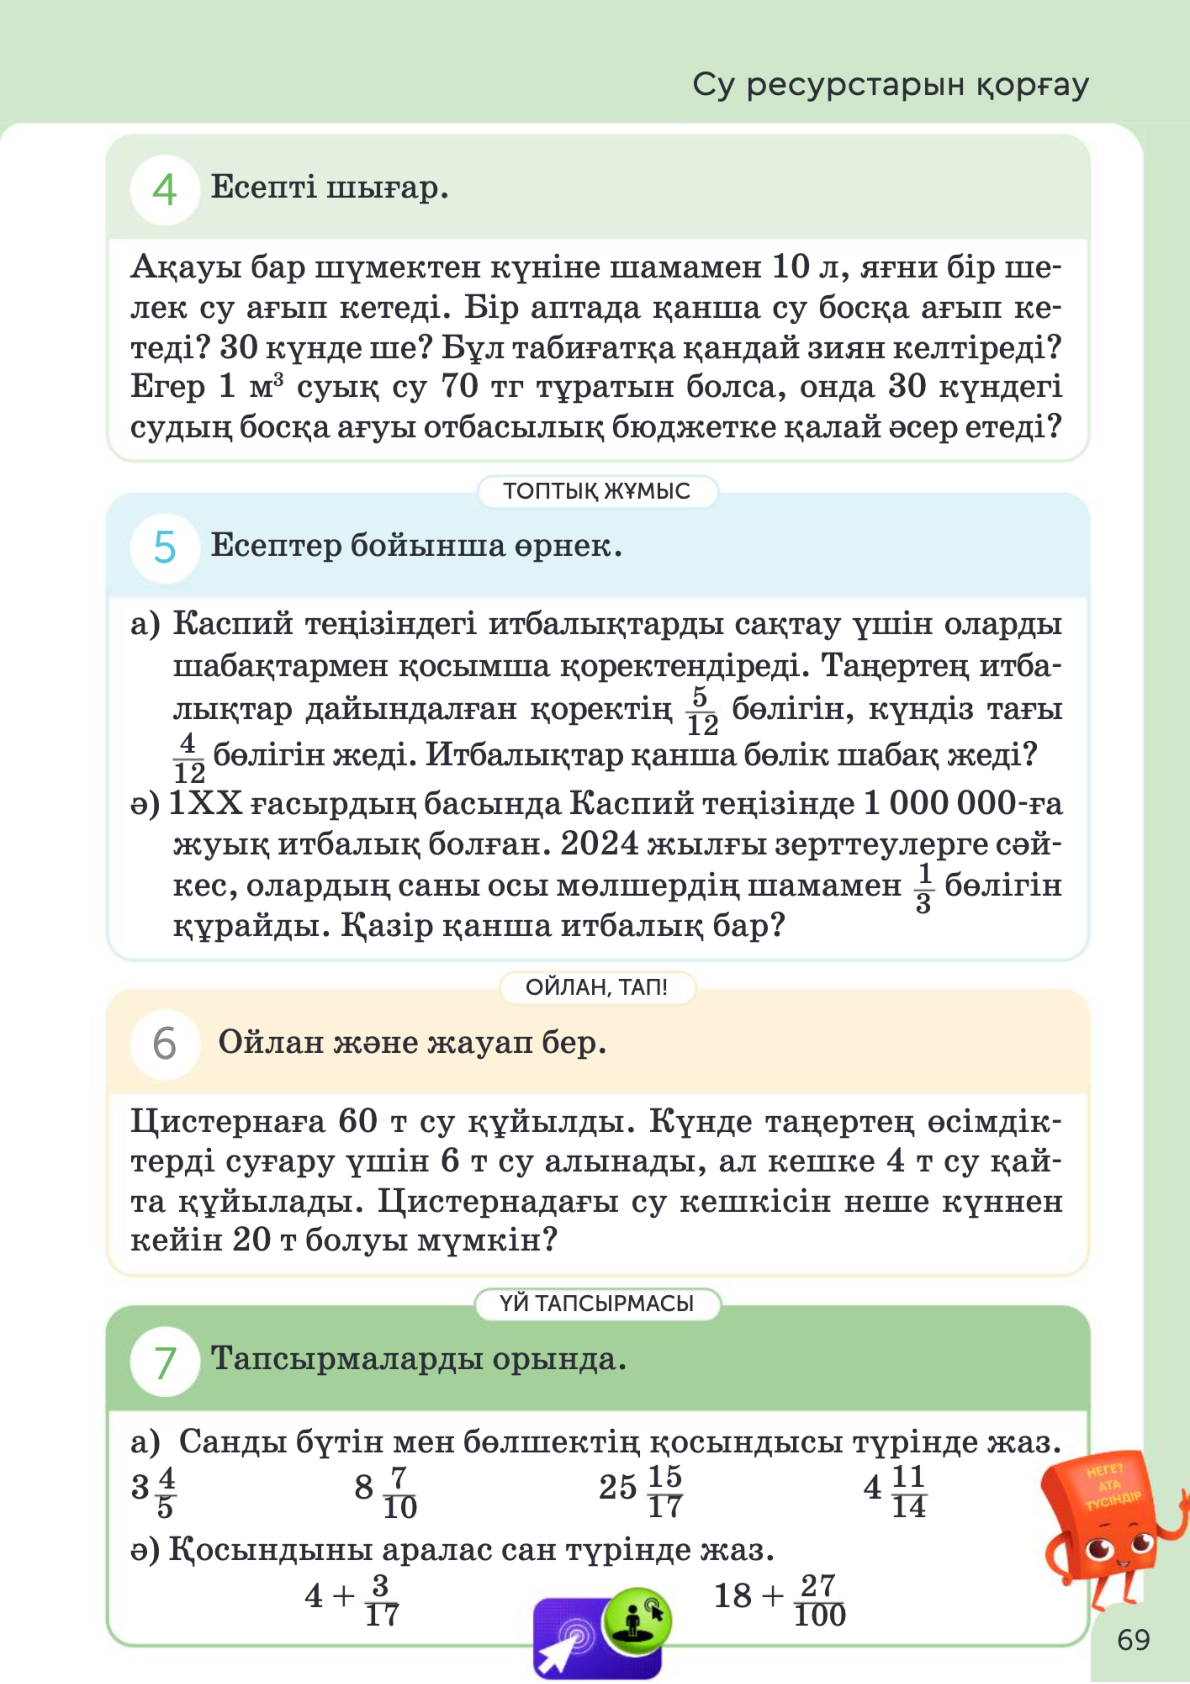 Су ресурстарын қорғау
4 Есепті шығар.
Ақауы бар шүмектен күніне шамамен 10 л, яғни бір ше-
лек су ағып кетеді. Бір аптада қанша су босқа ағып ке-
теді? 30 күнде ше? Бұл табиғатқа қандай зиян келтіреді?
Егер 1 м³ суық су 70 тг тұратын болса, онда 30 күндегі
судың босқа ағуы отбасылық бюджетке қалай әсер етеді?
ТОПТЫҚ ЖҰМЫС
5 Есептер бойынша өрнек.
а) Каспий теңізіндегі итбалықтарды сақтау үшін оларды
шабақтармен қосымша қоректендіреді. Таңертең итба-
лықтар дайындалған қоректің 5/12 бөлігін, күндіз тағы
4/12 бөлігін жеді. Итбалықтар қанша бөлік шабақ жеді?
ә) 1ХХ ғасырдың басында Каспий теңізінде 1 000 000-ға
жуық итбалық болған. 2024 жылғы зерттеулерге сәй-
кес, олардың саны осы мөлшердің шамамен 1/3 бөлігін
құрайды. Қазір қанша итбалық бар?
ОЙЛАН, ТАП!
6 Ойлан және жауап бер.
Цистернаға 60 т су құйылды. Күнде таңертең өсімдік-
терді суғару үшін 6 т су алынады, ал кешке 4 т су қай-
та құйылады. Цистернадағы су кешкісін неше күннен
кейін 20 т болуы мүмкін?
ҮЙ ТАПСЫРМАСЫ
7 Тапсырмаларды орында.
а) Санды бүтін мен бөлшектің қосындысы түрінде жаз.
3 4/5 8 7/10 25 15/17 4 11/14
НЕГЕ?
АТА
ТҮСІНДІР
ә) Қосындыны аралас сан түрінде жаз.
4 + 3/17 18 + 27/100
69